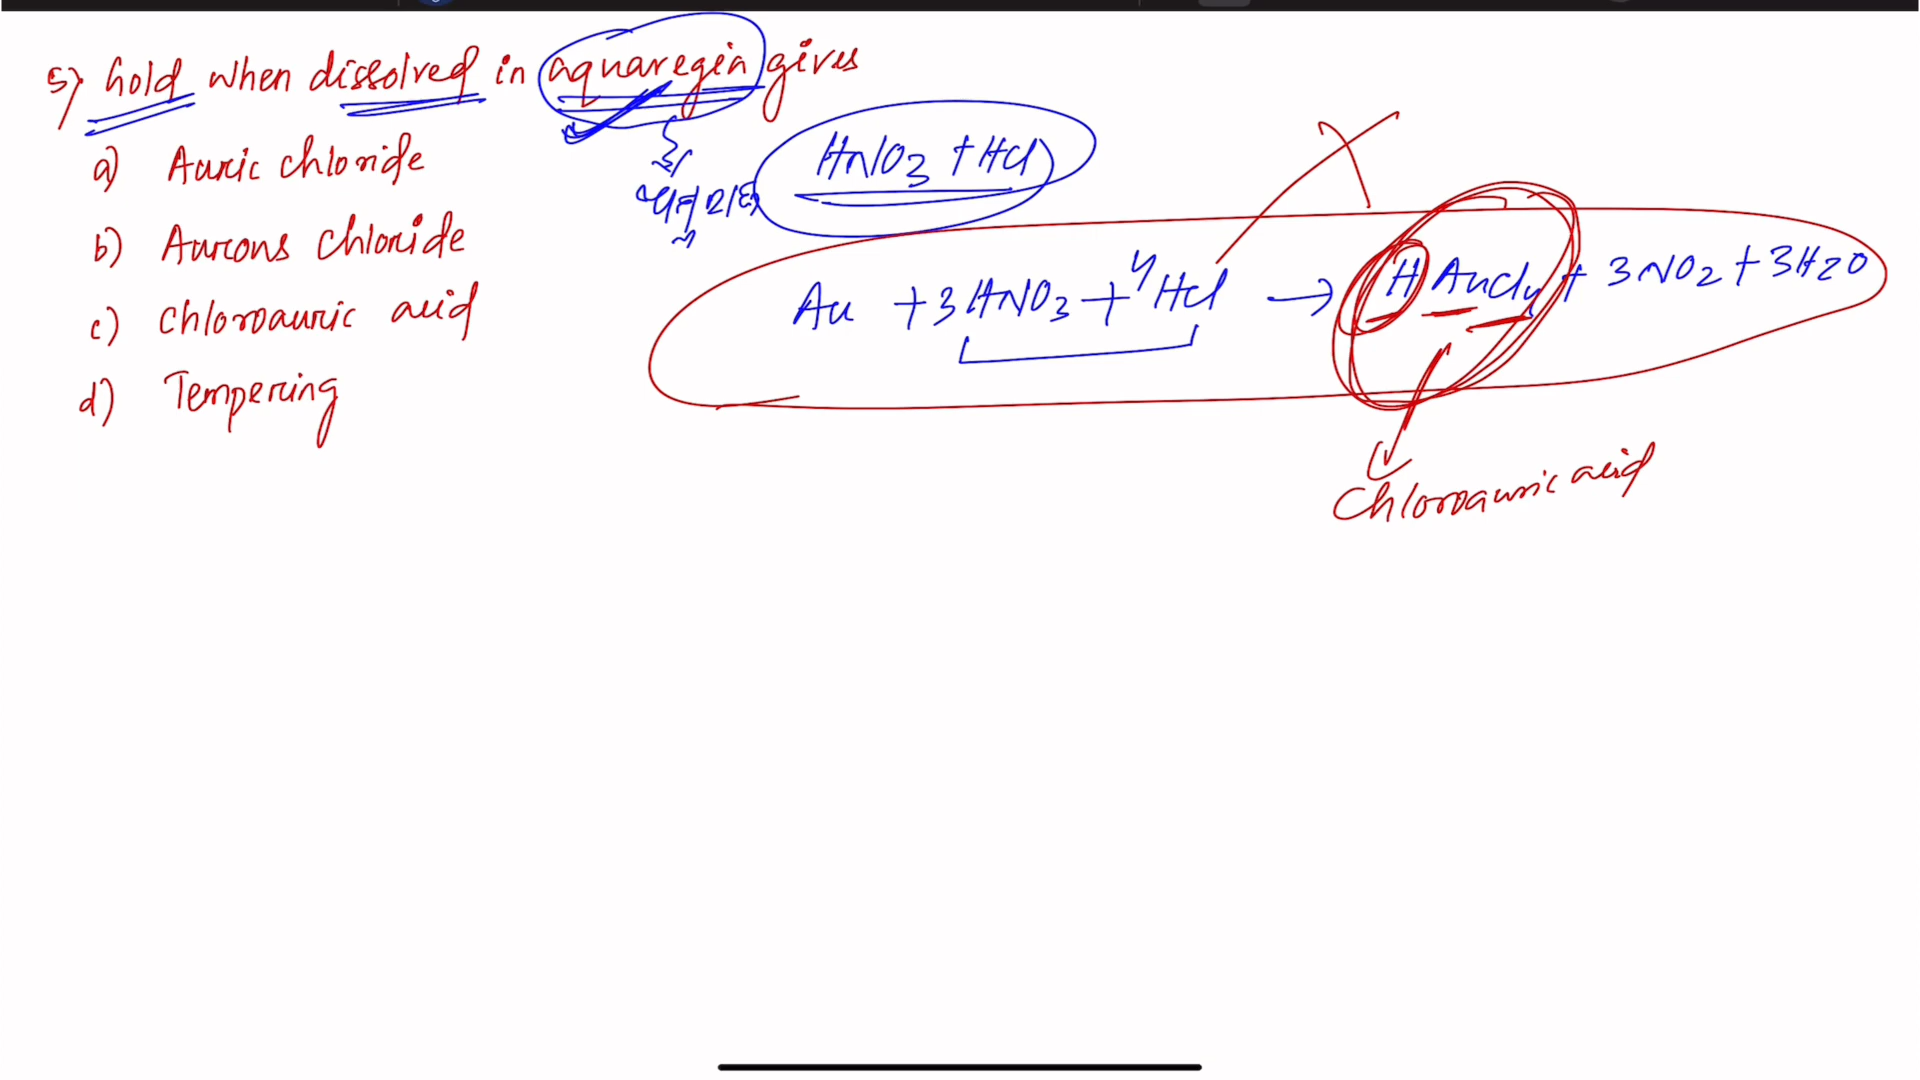 5) Gold when dissolved in aquaregia gives
a) Auric chloride
HNO3 + HCl
b) Aurous chloride
Au + 3HNO3 + 4HCl → HAuCl4 + 3NO2 + 3H2O
c) Chloroauric acid
d) Tempering
Chloroauric acid